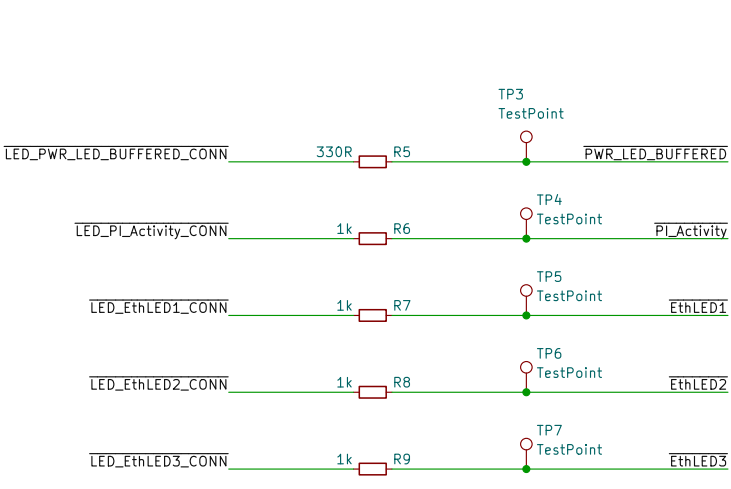 TP3
TestPoint
LED_PWR_LED_BUFFERED_CONN 330R R5 PWR_LED_BUFFERED
TP4
TestPoint
LED_PI_Activity_CONN 1k R6 PI_Activity
TP5
TestPoint
LED_EthLED1_CONN 1k R7 EthLED1
TP6
TestPoint
LED_EthLED2_CONN 1k R8 EthLED2
TP7
TestPoint
LED_EthLED3_CONN 1k R9 EthLED3